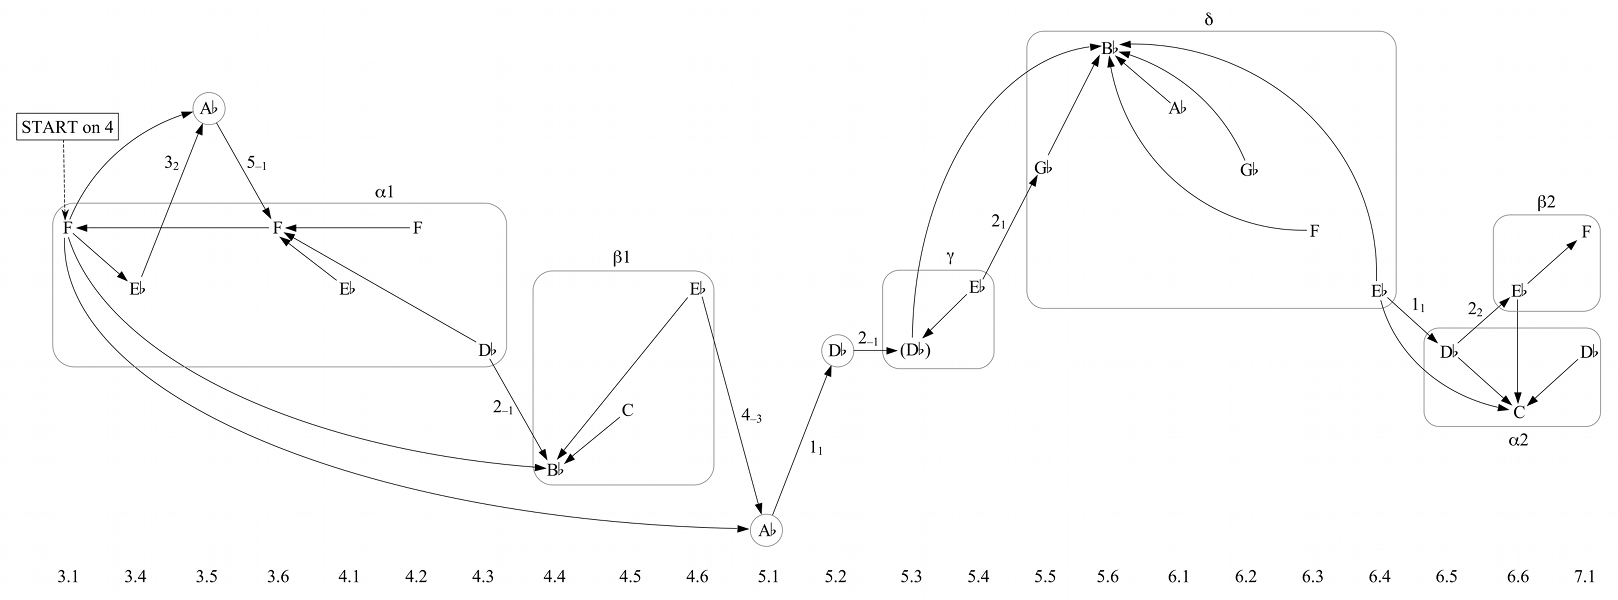 δ
B♭
A♭
A♭
START on 4
3₂
5₋₁
G♭
G♭
α1
β2
F
F
F
2₁
F
F
β1
γ
E♭
E♭
E♭
E♭
E♭
E♭
1₁
2₂
D♭
D♭
2₋₁
(D♭)
D♭
D♭
2₋₁
C
4₋₃
C
α2
1₁
B♭
A♭
3.1 3.4 3.5 3.6 4.1 4.2 4.3 4.4 4.5 4.6 5.1 5.2 5.3 5.4 5.5 5.6 6.1 6.2 6.3 6.4 6.5 6.6 7.1